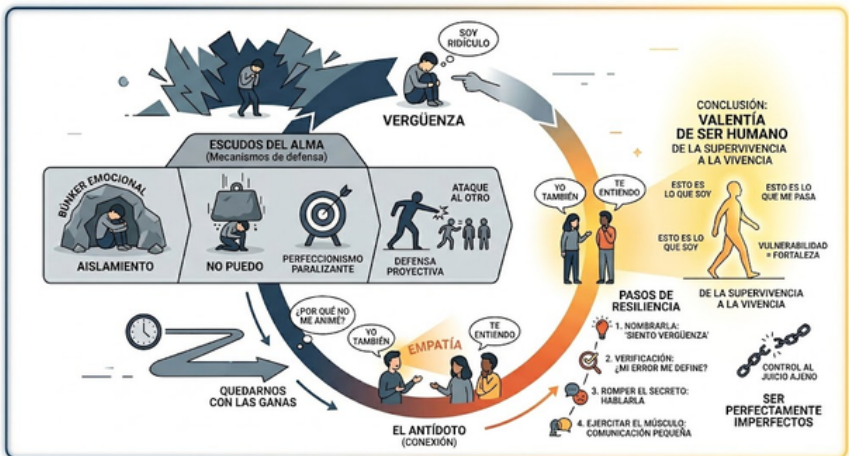 SOY
RIDÍCULO
VERGÜENZA
ESCUDOS DEL ALMA
(Mecanismos de defensa)
BÚNKER EMOCIONAL
AISLAMIENTO
NO PUEDO
PERFECCIONISMO
PARALIZANTE
ATAQUE
AL OTRO
DEFENSA
PROYECTIVA
¿POR QUÉ NO
ME ANIMÉ?
QUEDARNOS
CON LAS GANAS
YO
TAMBIÉN
EMPATÍA
TE
ENTIENDO
EL ANTÍDOTO
(CONEXIÓN)
YO
TAMBIÉN
TE
ENTIENDO
CONCLUSIÓN:
VALENTÍA
DE SER HUMANO
DE LA SUPERVIVENCIA
A LA VIVENCIA
ESTO ES
LO QUE SOY
ESTO ES LO
QUE ME PASA
ESTO ES LO
QUE SOY
VULNERABILIDAD
= FORTALEZA
DE LA SUPERVIVENCIA
A LA VIVENCIA
PASOS DE
RESILIENCIA
1. NOMBRARLA:
'SIENTO VERGÜENZA'
2. VERIFICACIÓN:
¿MI ERROR ME DEFINE?
3. ROMPER EL SECRETO:
HABLARLA
4. EJERCITAR EL MÚSCULO:
COMUNICACIÓN PEQUEÑA
CONTROL AL
JUICIO AJENO
SER
PERFECTAMENTE
IMPERFECTOS